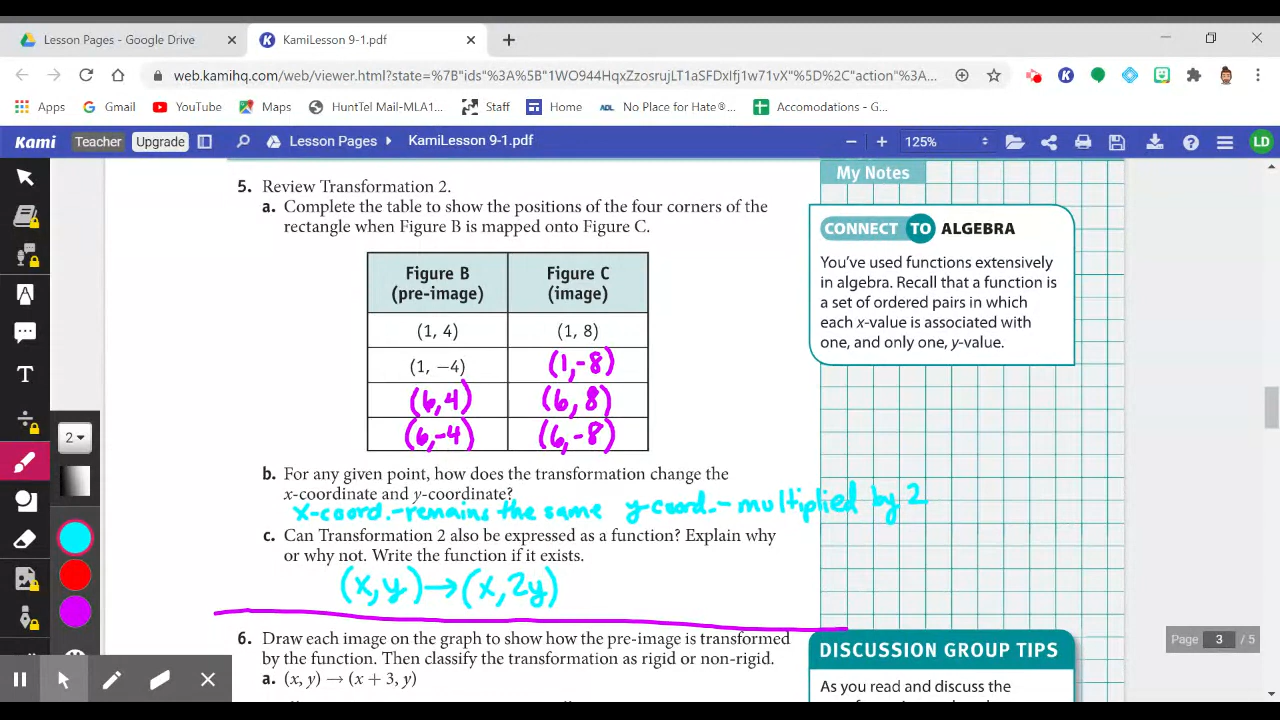 Lesson Pages - Google Drive
KamiLesson 9-1.pdf
web.kamihq.com/web/viewer.html?state=%7B"ids"%3A%5B"1WO944HqxZzosrujLT1aSFDxIfj1w71vX"%5D%2C"action"%3A...
Apps Gmail YouTube Maps HuntTel Mail-MLA1... Staff Home ADL No Place for Hate:... Accomodations - G...
Kami Teacher Upgrade Lesson Pages KamiLesson 9-1.pdf 125% LD
My Notes
5. Review Transformation 2.
a. Complete the table to show the positions of the four corners of the
rectangle when Figure B is mapped onto Figure C.
Figure B Figure C
(pre-image) (image)
(1, 4) (1, 8)
(1, −4) (1,-8)
(6,4) (6,8)
(6,-4) (6,-8)
b. For any given point, how does the transformation change the
x-coordinate and y-coordinate?
x-coord.-remains the same y-coord.- multiplied by 2
c. Can Transformation 2 also be expressed as a function? Explain why
or why not. Write the function if it exists.
(x,y)→(x,2y)
6. Draw each image on the graph to show how the pre-image is transformed
by the function. Then classify the transformation as rigid or non-rigid.
a. (x, y) → (x + 3, y)
CONNECT TO ALGEBRA
You've used functions extensively
in algebra. Recall that a function is
a set of ordered pairs in which
each x-value is associated with
one, and only one, y-value.
DISCUSSION GROUP TIPS
As you read and discuss the
2
Page 3 / 5